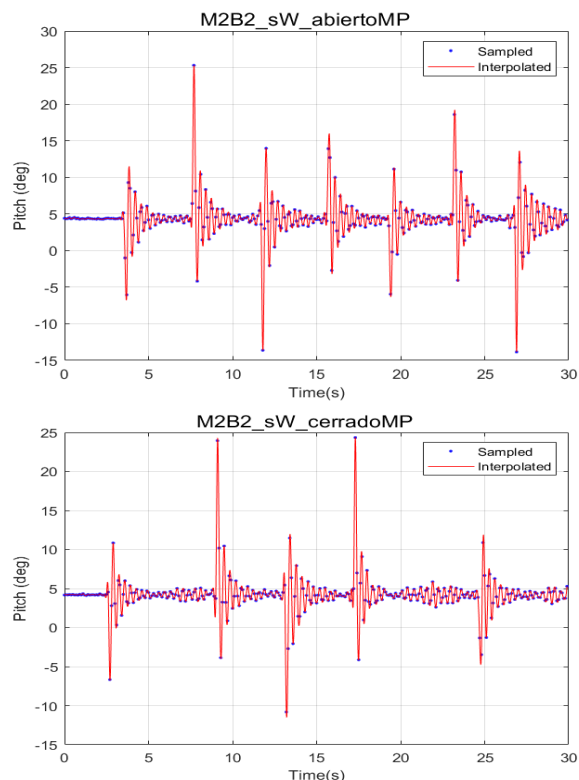 M2B2_sW_abiertoMP
30
25
20
15
10
5
0
-5
-10
-15
Pitch (deg)
Sampled
Interpolated
0 5 10 15 20 25 30
Time(s)
M2B2_sW_cerradoMP
25
20
15
10
5
0
-5
-10
-15
Pitch (deg)
Sampled
Interpolated
0 5 10 15 20 25 30
Time(s)